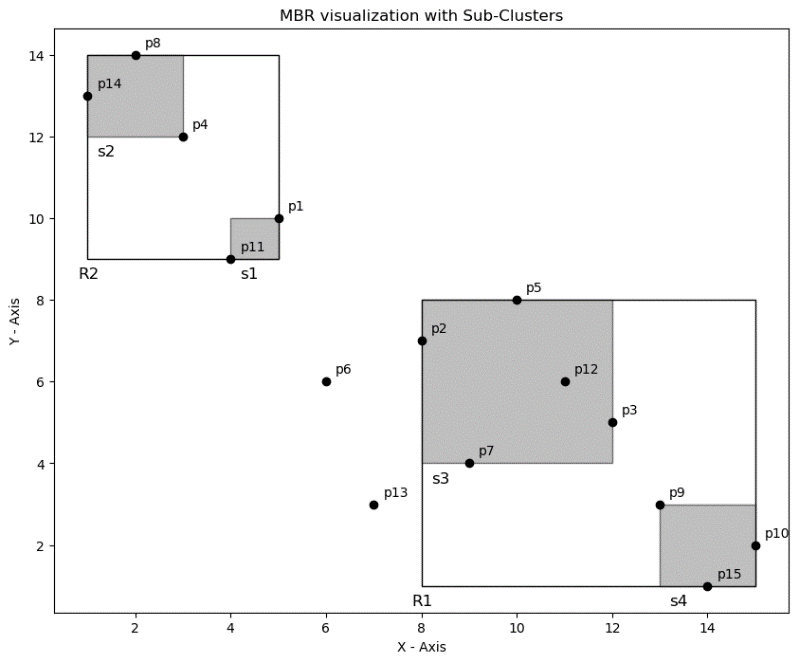 MBR visualization with Sub-Clusters
14
12
10
8
6
4
2
Y - Axis
p8
p14
p4
s2
p1
p11
R2
s1
p5
p2
p6
p12
p3
p7
s3
p13
p9
p10
p15
R1
s4
2
4
6
8
10
12
14
X - Axis